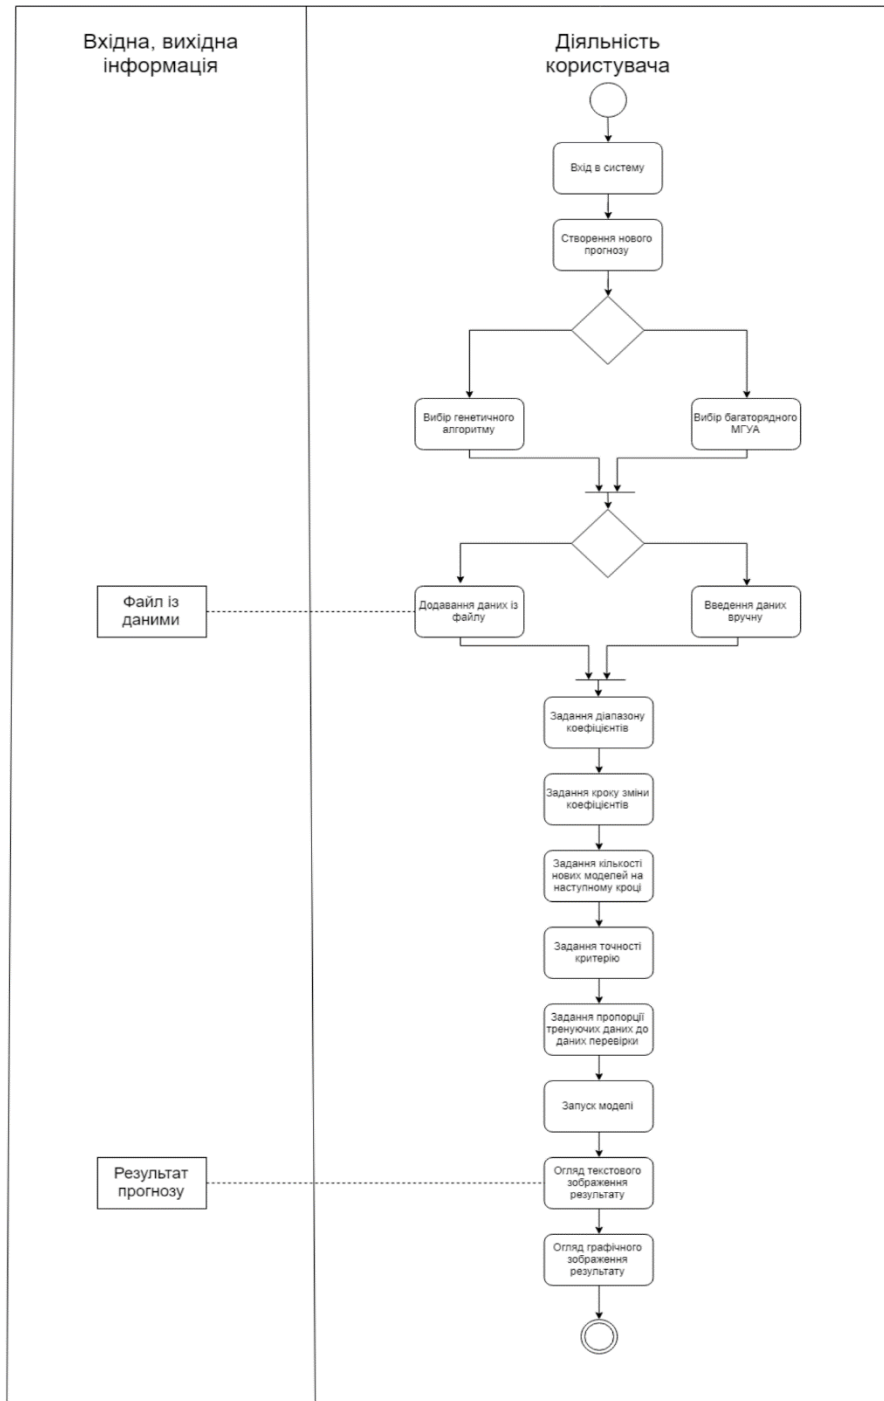 Вхідна, вихідна
інформація
Діяльність
користувача
Вхід в систему
Створення нового
прогнозу
Вибір генетичного
алгоритму
Вибір багаторядного
МГУА
Файл із
даними
Додавання даних із
файлу
Введення даних
вручну
Задання діапазону
коефіцієнтів
Задання кроку зміни
коефіцієнтів
Задання кількості
нових моделей на
наступному кроці
Задання точності
критерію
Задання пропорції
тренуючих даних до
даних перевірки
Запуск моделі
Результат
прогнозу
Огляд текстового
зображення
результату
Огляд графічного
зображення
результату